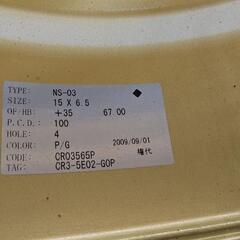 TYPE: NS-03
SIZE: 15 X 6.5
OF/HB: +35 67.00
P.C.D.: 100
HOLE: 4
COLOR: P/G 2009/09/01
CODE: CR03565P 權代
TAG: CR3-5E02-GOP